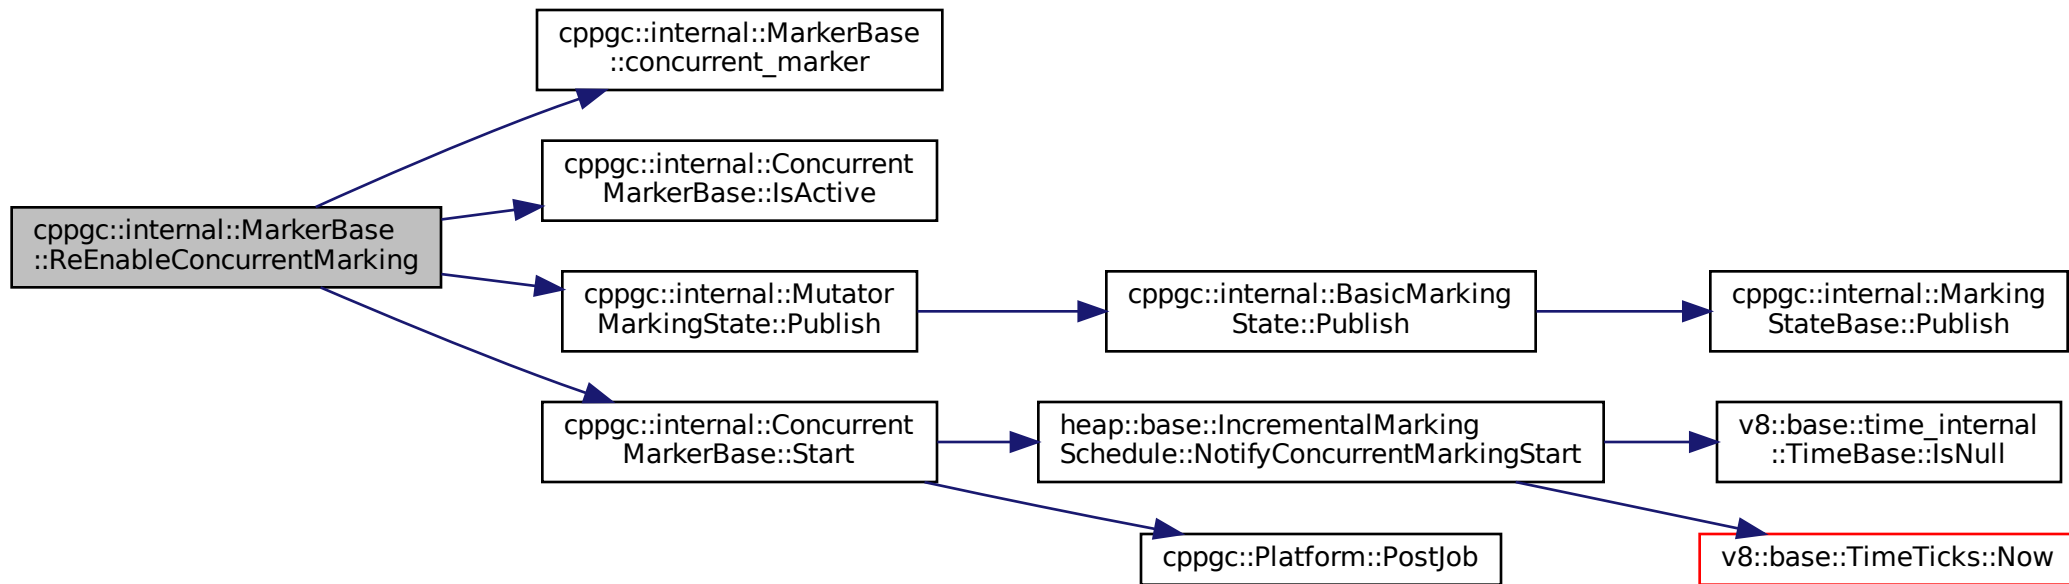 cppgc::internal::MarkerBase
::concurrent_marker
cppgc::internal::Concurrent
MarkerBase::IsActive
cppgc::internal::MarkerBase
::ReEnableConcurrentMarking
cppgc::internal::Mutator
MarkingState::Publish
cppgc::internal::BasicMarking
State::Publish
cppgc::internal::Marking
StateBase::Publish
cppgc::internal::Concurrent
MarkerBase::Start
heap::base::IncrementalMarking
Schedule::NotifyConcurrentMarkingStart
v8::base::time_internal
::TimeBase::IsNull
cppgc::Platform::PostJob
v8::base::TimeTicks::Now